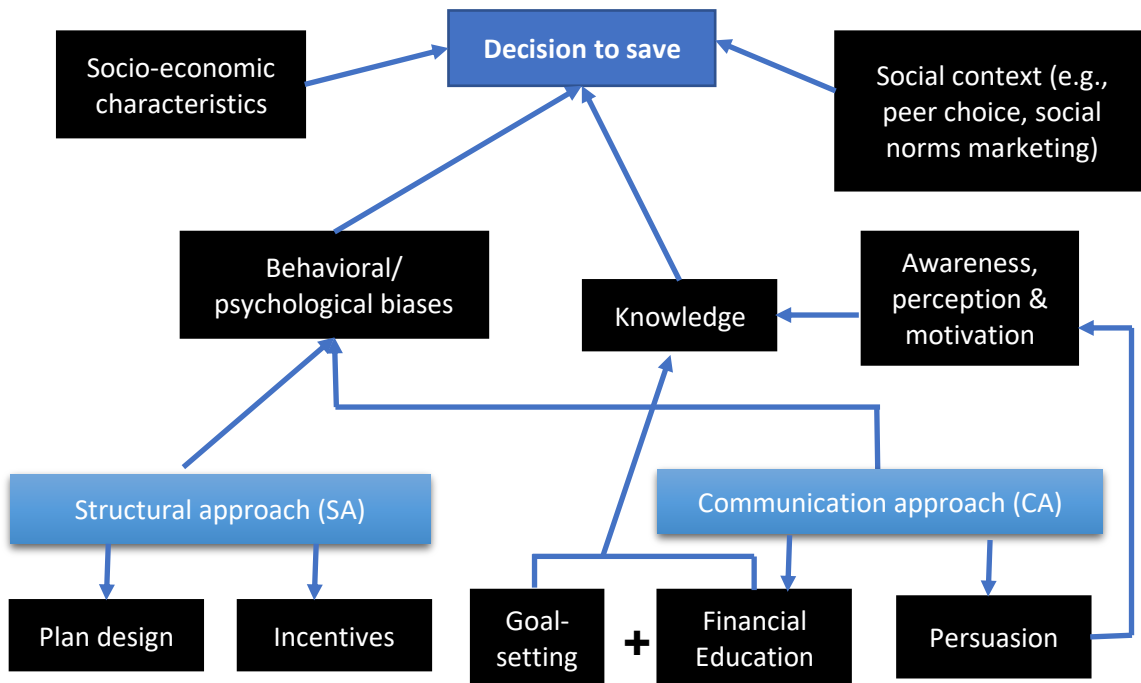 Decision to save
Socio-economic
characteristics
Social context (e.g.,
peer choice, social
norms marketing)
Behavioral/
psychological biases
Knowledge
Awareness,
perception &
motivation
Structural approach (SA)
Communication approach (CA)
Plan design
Incentives
Goal-
setting
+
Financial
Education
Persuasion